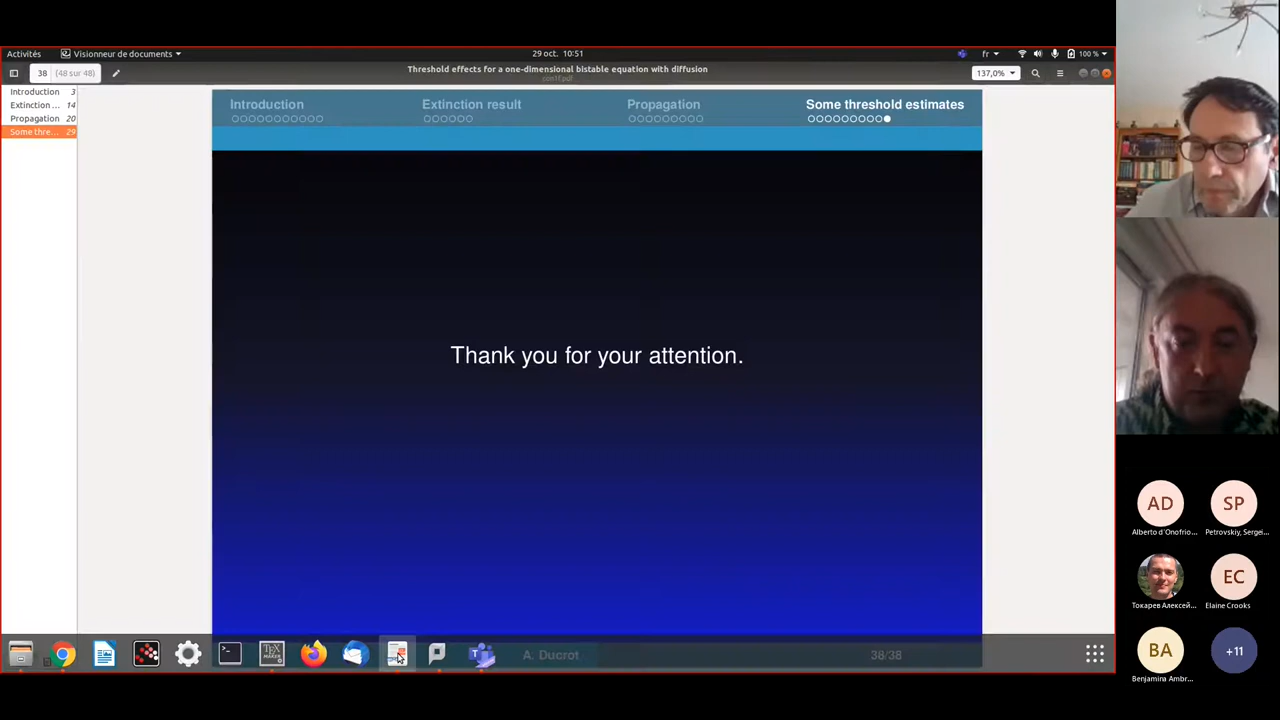 Activités
Visionneur de documents
29 oct. 10:51
fr
100 %
38
(48 sur 48)
Threshold effects for a one-dimensional bistable equation with diffusion
137,0%
Introduction 3
Extinction ... 14
Propagation 20
Some thre... 29
Introduction
Extinction result
Propagation
Some threshold estimates
Thank you for your attention.
A. Ducrot
38/38
TEX
MAKER
AD
SP
Alberto d'Onofrio...
Petrovskiy, Sergei...
EC
Токарев Алексей...
Elaine Crooks
BA
+11
Benjamina Ambr...